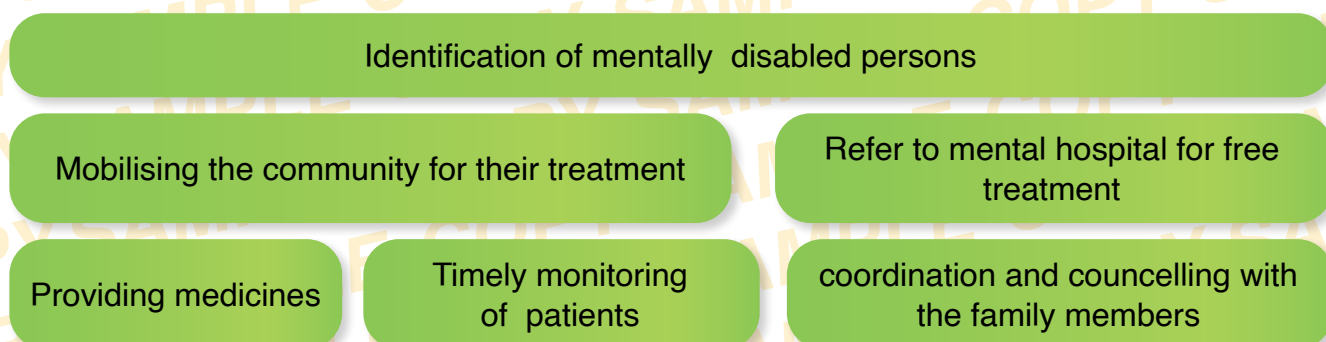 Identification of mentally disabled persons
Mobilising the community for their treatment
Refer to mental hospital for free
treatment
Providing medicines
Timely monitoring
of patients
coordination and councelling with
the family members